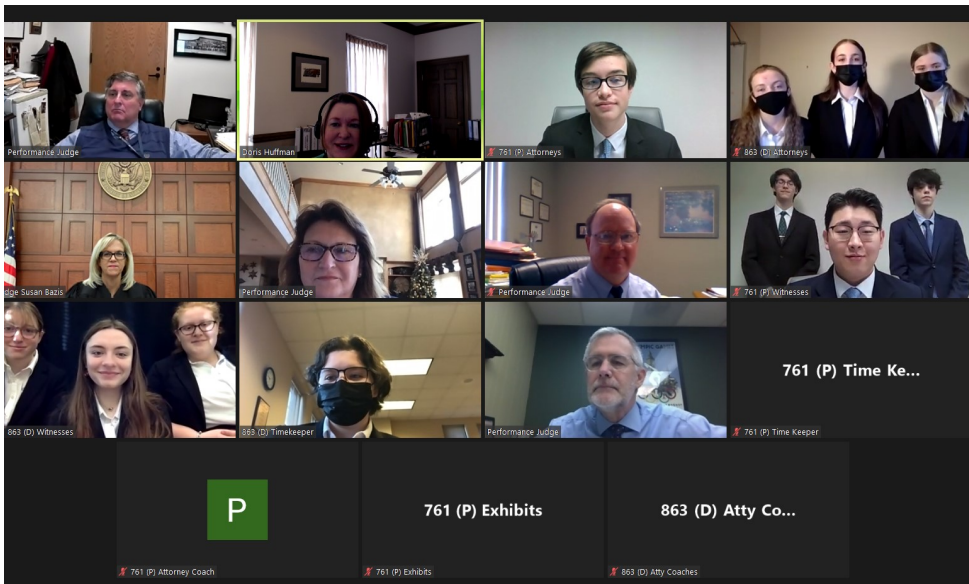 Performance Judge
Doris Huffman
761 (P) Attorneys
863 (D) Attorneys
dge Susan Bazis
Performance Judge
Performance Judge
761 (P) Witnesses
863 (D) Witnesses
863 (D) Timekeeper
Performance Judge
761 (P) Time Ke...
761 (P) Time Keeper
P
761 (P) Attorney Coach
761 (P) Exhibits
761 (P) Exhibits
863 (D) Atty Co...
863 (D) Atty Coaches